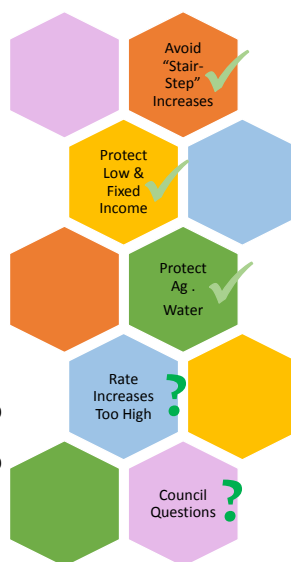 Avoid
“Stair-
Step”
Increases
Protect
Low &
Fixed
Income
Protect
Ag .
Water
Rate
Increases
Too High
?
Council
Questions
?